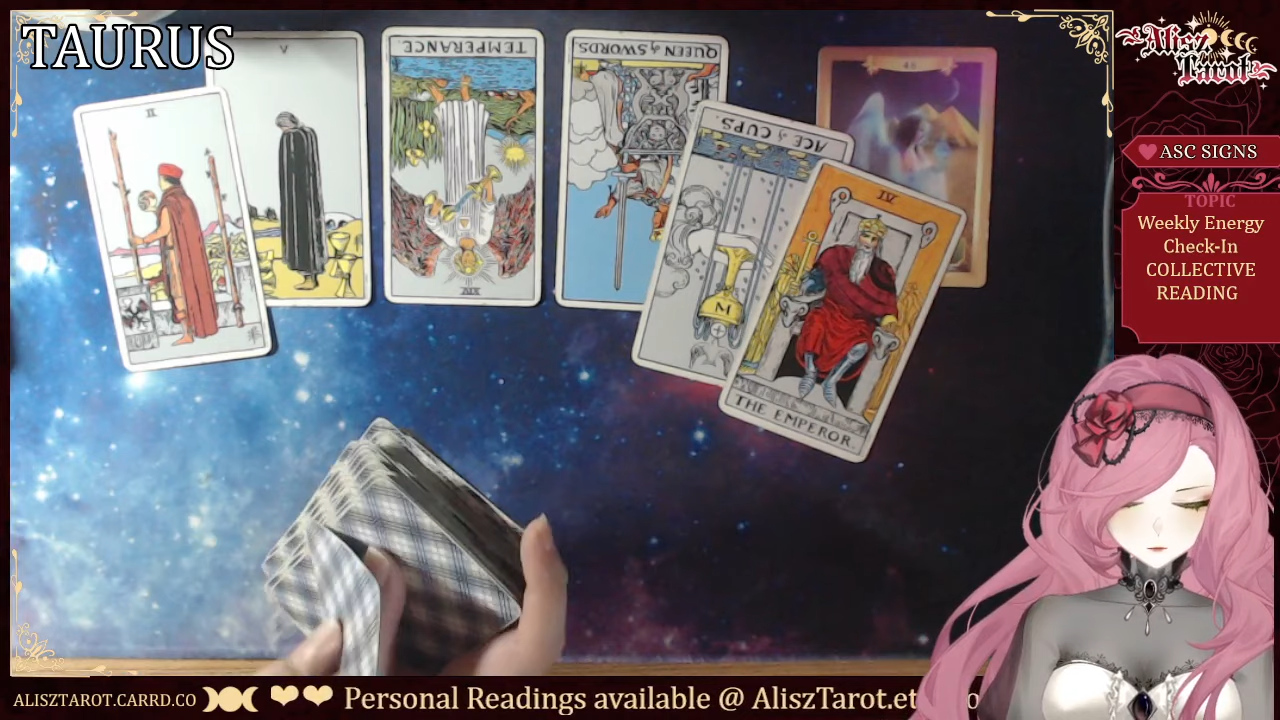 TAURUS
II
V
TEMPERANCE
XIV
QUEEN of SWORDS
ACE of CUPS.
IV
THE EMPEROR.
Alisz
Tarot
ASC SIGNS
TOPIC
Weekly Energy
Check-In
COLLECTIVE
READING
ALISZTAROT.CARRD.CO
Personal Readings available @ AliszTarot.et